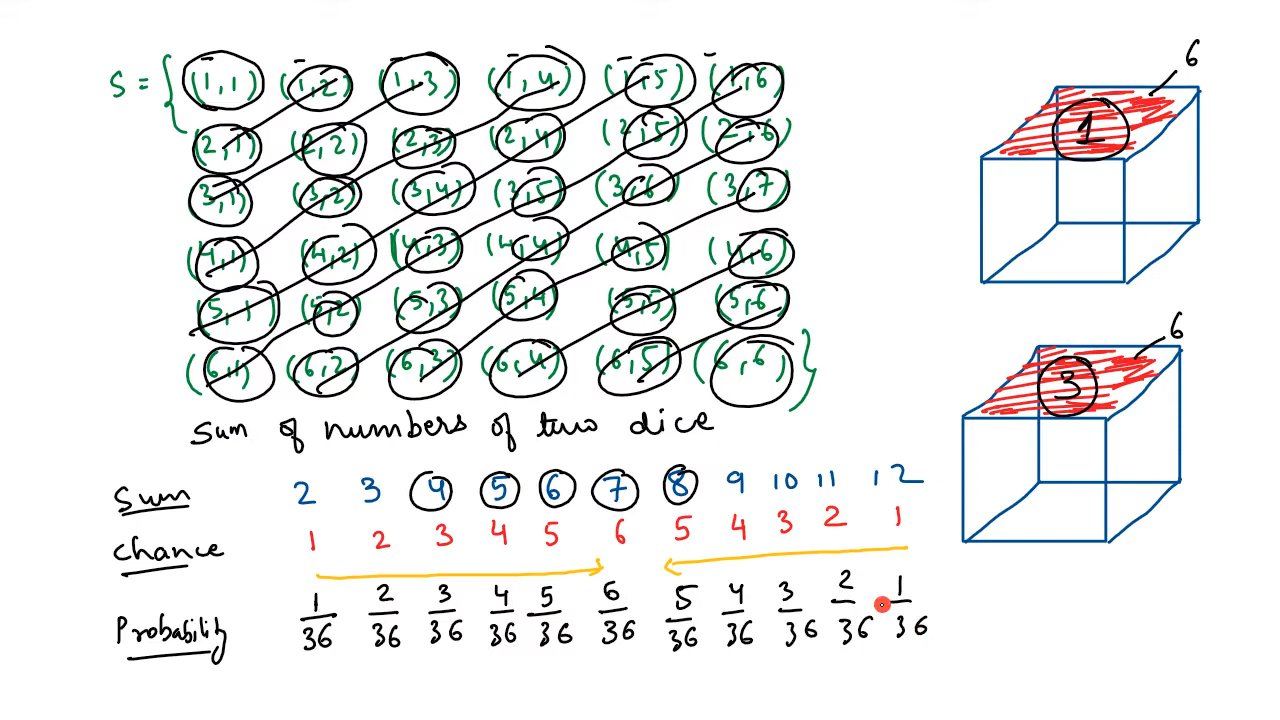 S = { (1,1) (1,2) (1,3) (1,4) (1,5) (1,6)
(2,1) (2,2) (2,3) (2,4) (2,5) (2,6)
(3,1) (3,2) (3,4) (3,5) (3,6) (3,7)
(4,1) (4,2) (4,3) (4,4) (4,5) (4,6)
(5,1) (5,2) (5,3) (5,4) (5,5) (5,6)
(6,1) (6,2) (6,3) (6,4) (6,5) (6,6) }
Sum of numbers of two dice
Sum 2 3 4 5 6 7 8 9 10 11 12
Chance 1 2 3 4 5 6 5 4 3 2 1
Probability 1/36 2/36 3/36 4/36 5/36 6/36 5/36 4/36 3/36 2/36 1/36
6
1
6
3